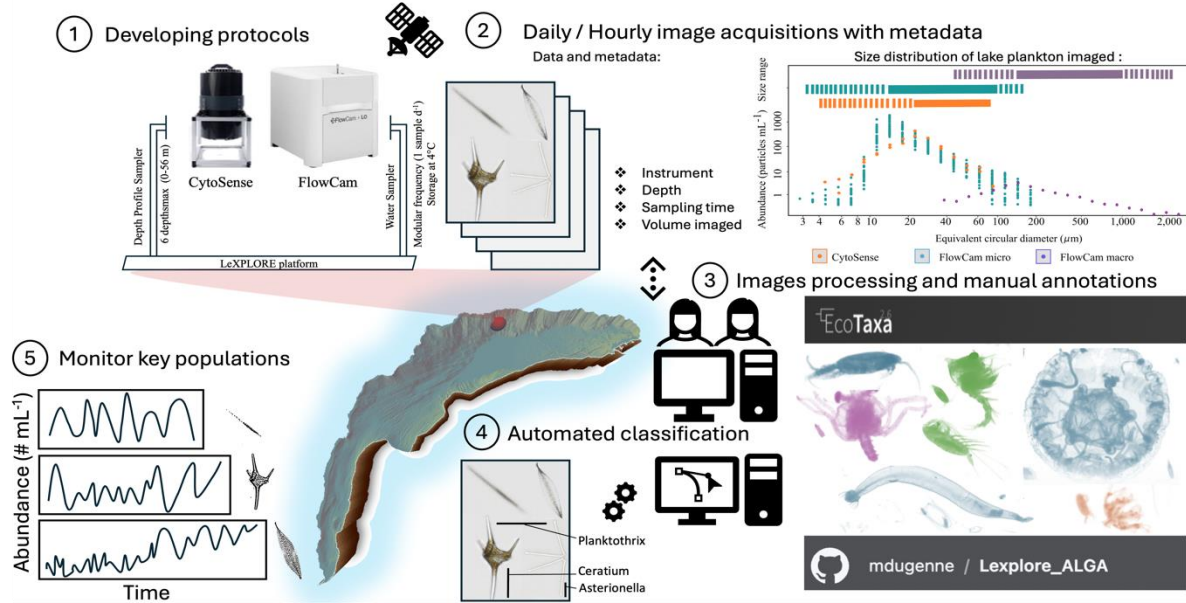 1 Developing protocols
CytoSense
FlowCam
FlowCam + LO
Depth Profile Sampler
6 depthsmax (0-56 m)
Water Sampler
Modular frequency (1 sample d⁻¹)
Storage at 4°C
LeXPLORE platform
2 Daily / Hourly image acquisitions with metadata
Data and metadata:
❖ Instrument
❖ Depth
❖ Sampling time
❖ Volume imaged
Size distribution of lake plankton imaged :
Size range
Abundance (particles mL⁻¹)
1000
100
10
1
3 4 6 8 10 20 40 60 80 100 200 500 1,000 2,000
Equivalent circular diameter (μm)
CytoSense FlowCam micro FlowCam macro
3 Images processing and manual annotations
EcoTaxa
2.6
mdugenne / Lexplore_ALGA
4 Automated classification
Planktothrix
Ceratium
Asterionella
5 Monitor key populations
Abundance (# mL⁻¹)
Time